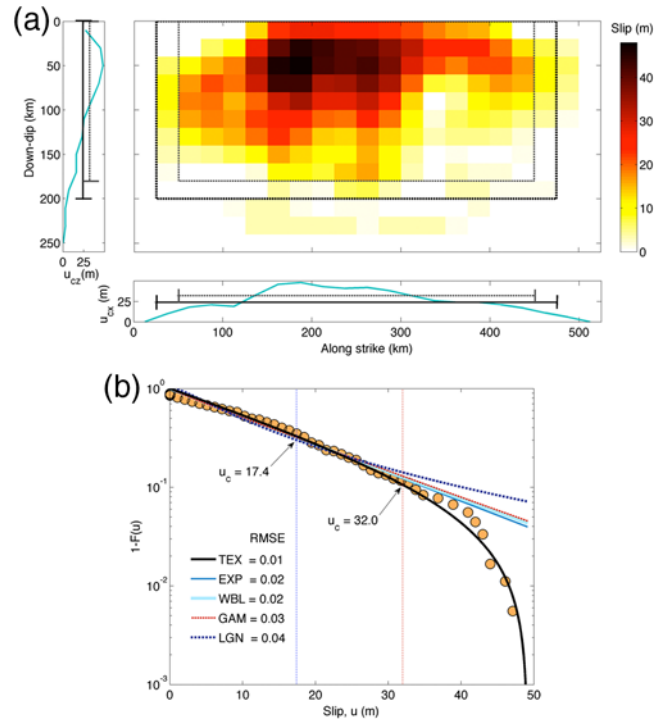 (a)
Slip (m)
0
50
100
150
200
250
Down-dip (km)
0
25
u_cz(m)
40
30
20
10
0
u_cx(m)
25
0
0
100
200
300
400
500
Along strike (km)
(b)
10^0
10^-1
10^-2
10^-3
1-F(u)
u_c = 17.4
u_c = 32.0
RMSE
TEX = 0.01
EXP = 0.02
WBL = 0.02
GAM = 0.03
LGN = 0.04
0
10
20
30
40
50
Slip, u (m)